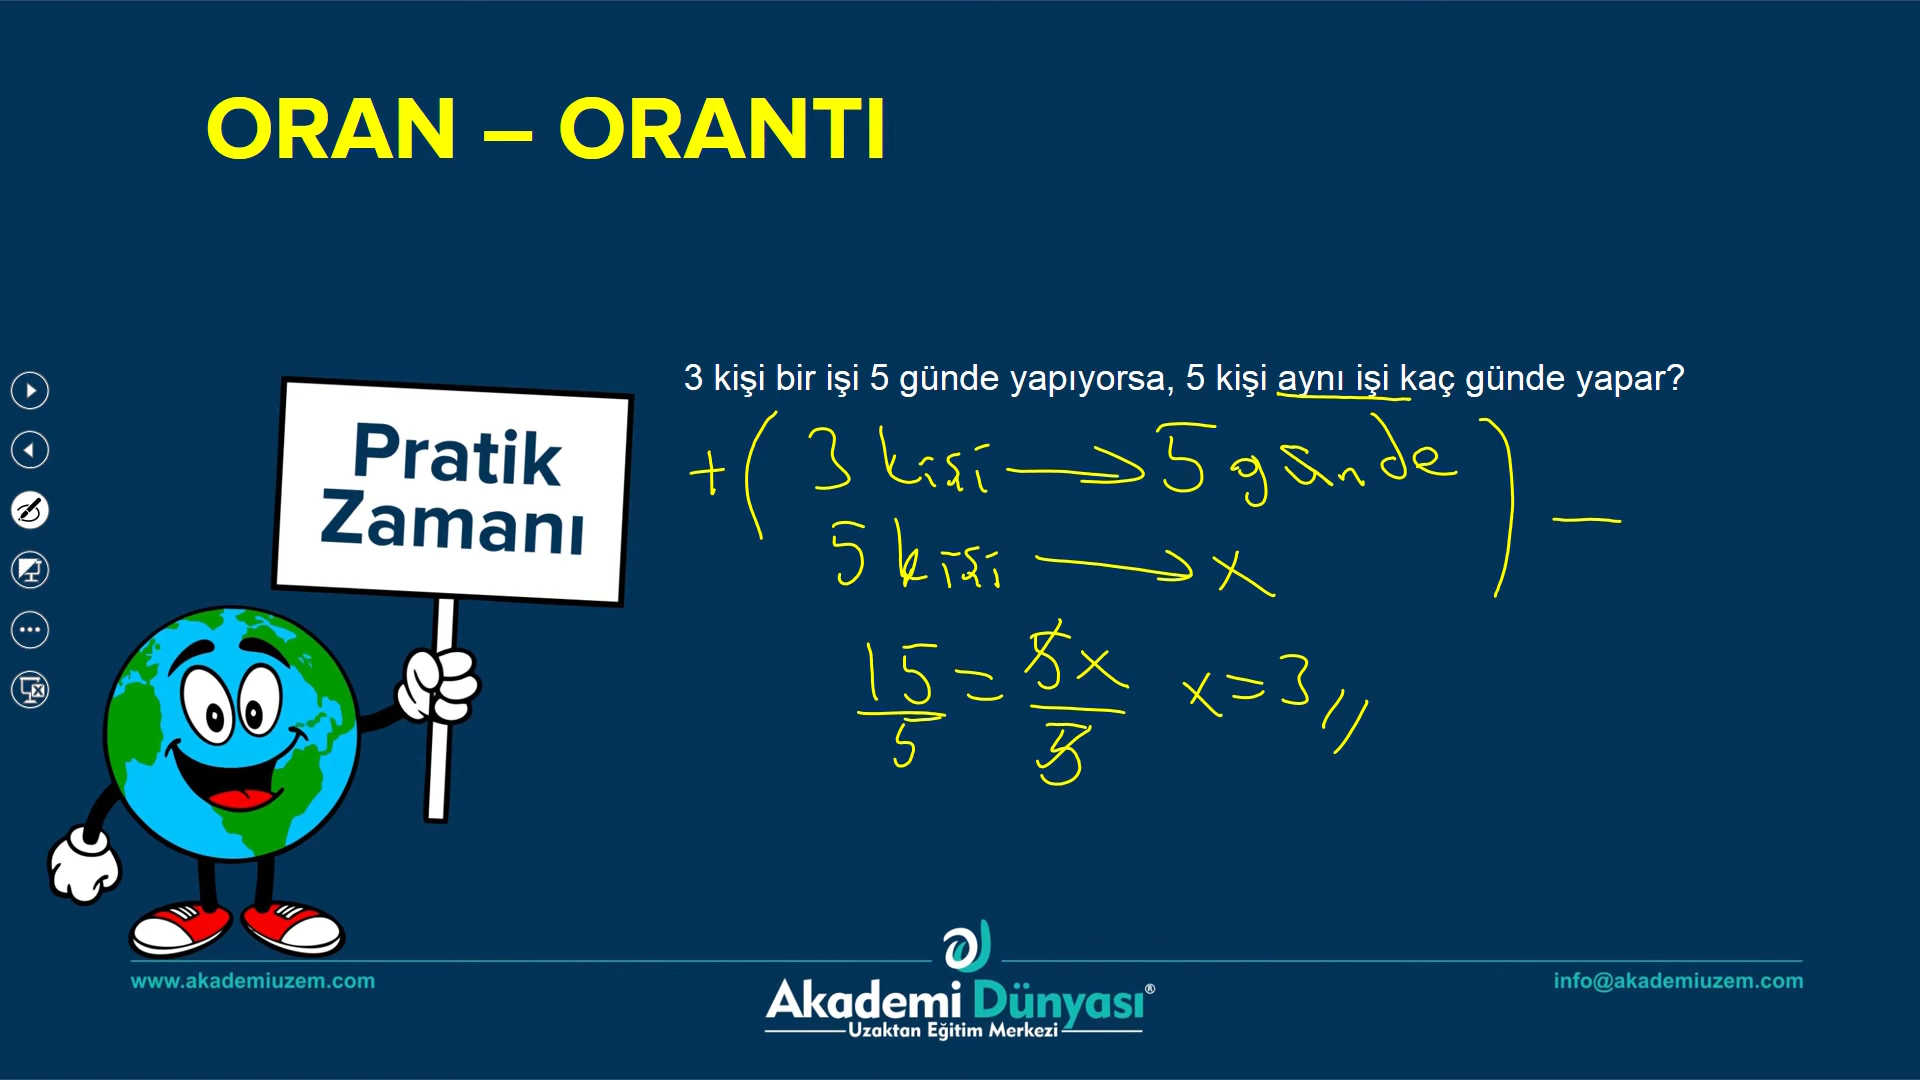 ORAN – ORANTI
Pratik
Zamanı
3 kişi bir işi 5 günde yapıyorsa, 5 kişi aynı işi kaç günde yapar?
+ ( 3 kişi → 5 günde ) –
5 kişi → x
15/5 = 5x/5 x = 3 //
www.akademiuzem.com
info@akademiuzem.com
Akademi Dünyası®
Uzaktan Eğitim Merkezi